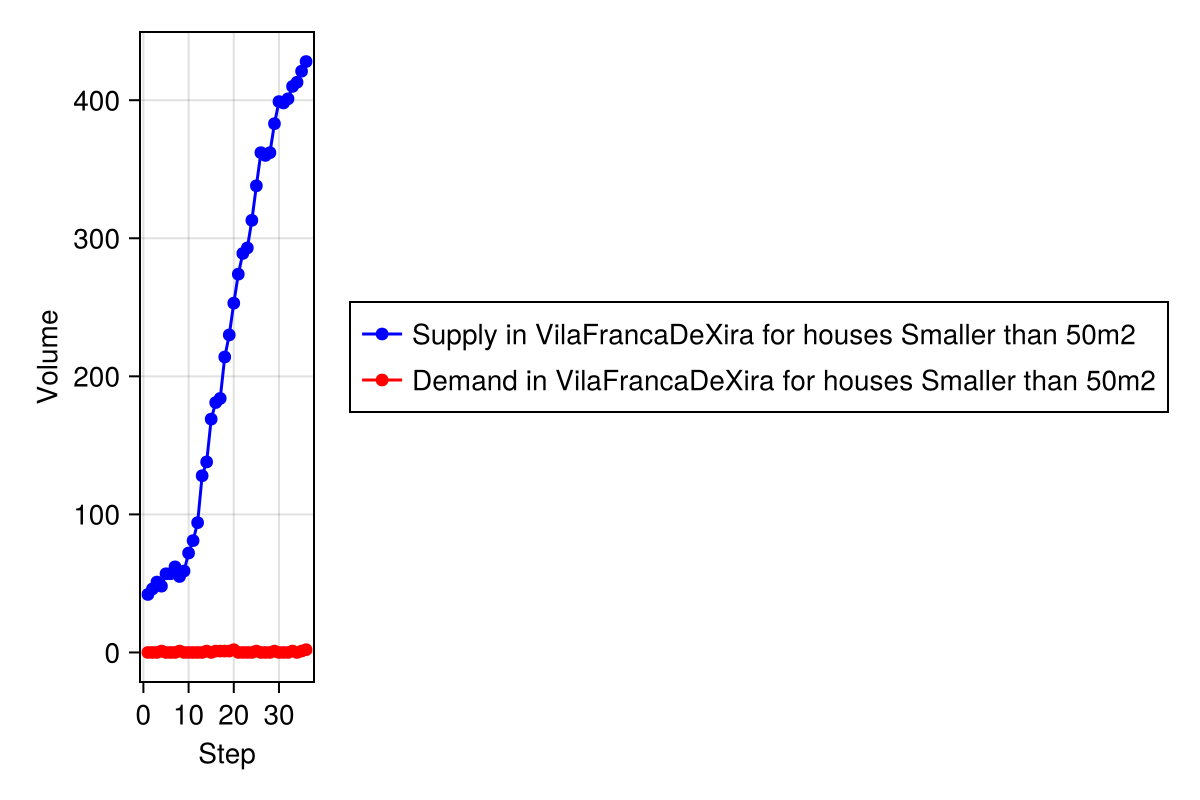 400
300
200
100
0
Volume
0 10 20 30
Step
Supply in VilaFrancaDeXira for houses Smaller than 50m2
Demand in VilaFrancaDeXira for houses Smaller than 50m2